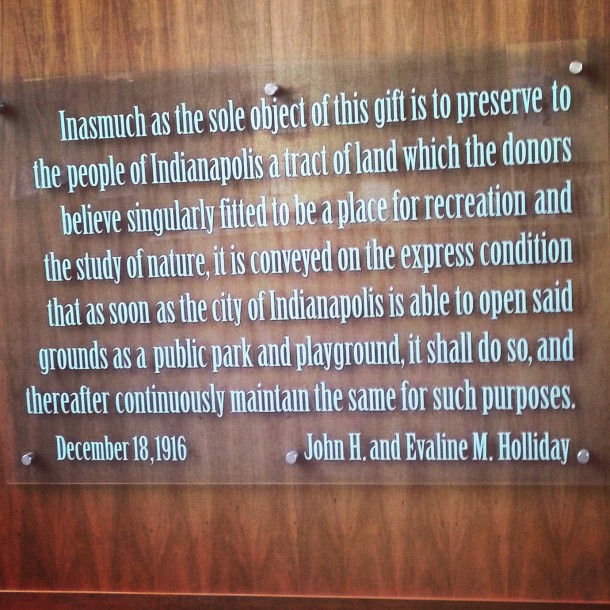 Inasmuch as the sole object of this gift is to preserve to
the people of Indianapolis a tract of land which the donors
believe singularly fitted to be a place for recreation and
the study of nature, it is conveyed on the express condition
that as soon as the city of Indianapolis is able to open said
grounds as a public park and playground, it shall do so, and
thereafter continuously maintain the same for such purposes.
December 18, 1916 John H. and Evaline M. Holliday